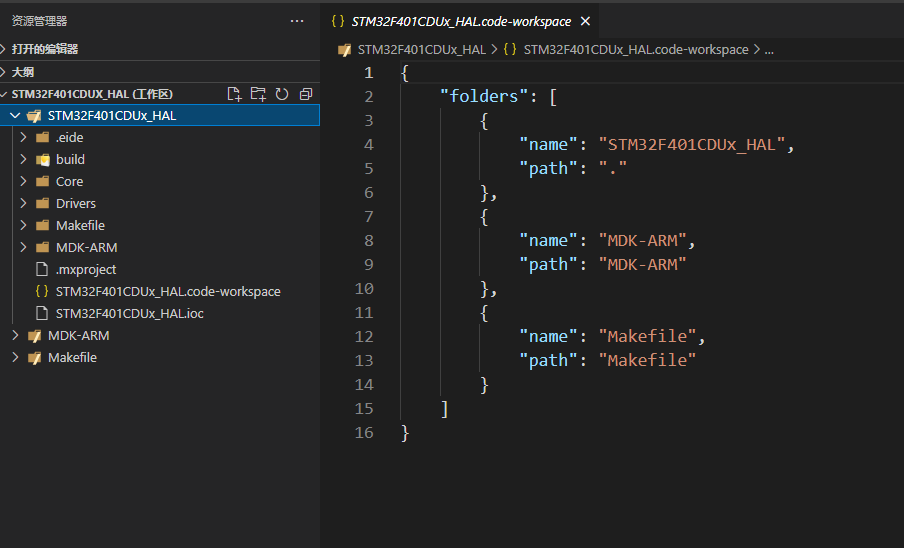 资源管理器
···
打开的编辑器
大纲
STM32F401CDUX_HAL (工作区)
STM32F401CDUx_HAL
.eide
build
Core
Drivers
Makefile
MDK-ARM
.mxproject
{} STM32F401CDUx_HAL.code-workspace
STM32F401CDUx_HAL.ioc
MDK-ARM
Makefile
{} STM32F401CDUx_HAL.code-workspace ×
STM32F401CDUx_HAL > {} STM32F401CDUx_HAL.code-workspace > ...
1 {
2 "folders": [
3 {
4 "name": "STM32F401CDUx_HAL",
5 "path": "."
6 },
7 {
8 "name": "MDK-ARM",
9 "path": "MDK-ARM"
10 },
11 {
12 "name": "Makefile",
13 "path": "Makefile"
14 }
15 ]
16 }